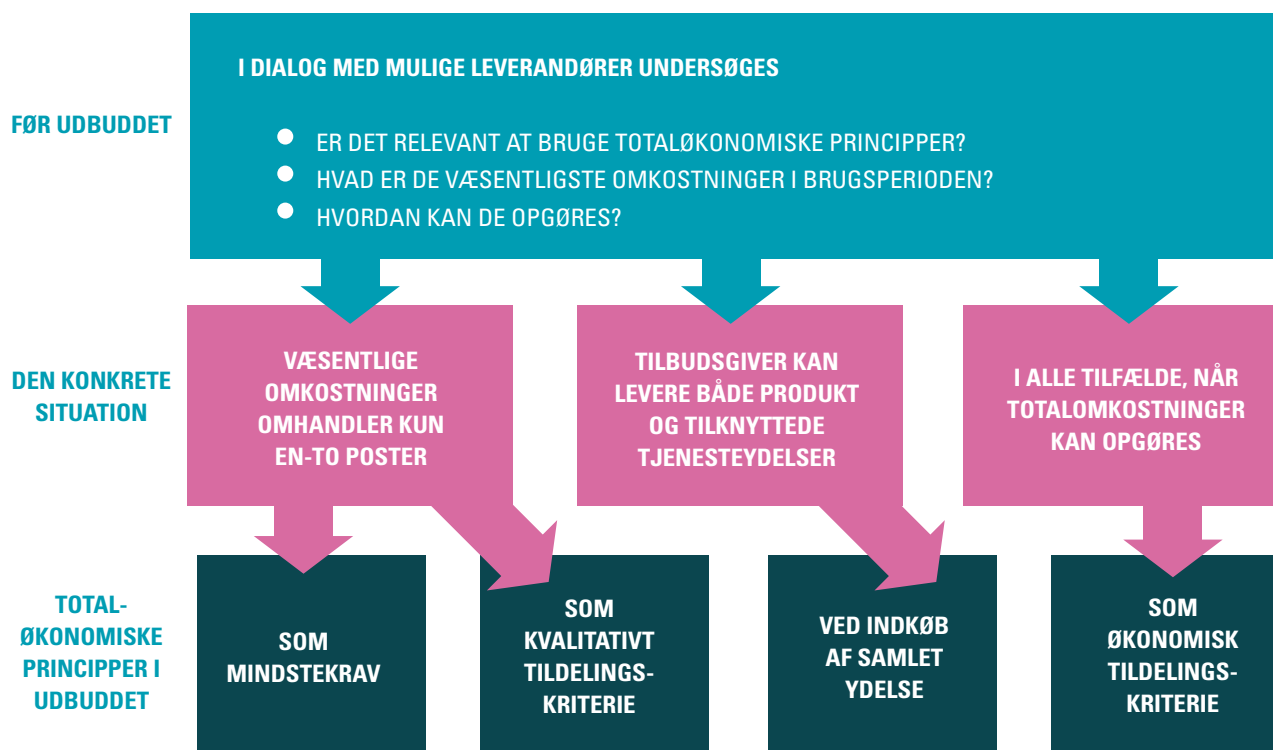 FØR UDBUDDET
I DIALOG MED MULIGE LEVERANDØRER UNDERSØGES
ER DET RELEVANT AT BRUGE TOTALØKONOMISKE PRINCIPPER?
HVAD ER DE VÆSENTLIGSTE OMKOSTNINGER I BRUGSPERIODEN?
HVORDAN KAN DE OPGØRES?
DEN KONKRETE
SITUATION
VÆSENTLIGE
OMKOSTNINGER
OMHANDLER KUN
EN-TO POSTER
TILBUDSGIVER KAN
LEVERE BÅDE PRODUKT
OG TILKNYTTEDE
TJENESTEYDELSER
I ALLE TILFÆLDE, NÅR
TOTALOMKOSTNINGER
KAN OPGØRES
TOTAL-
ØKONOMISKE
PRINCIPPER I
UDBUDDET
SOM
MINDSTEKRAV
SOM
KVALITATIVT
TILDELINGS-
KRITERIE
VED INDKØB
AF SAMLET
YDELSE
SOM
ØKONOMISK
TILDELINGS-
KRITERIE